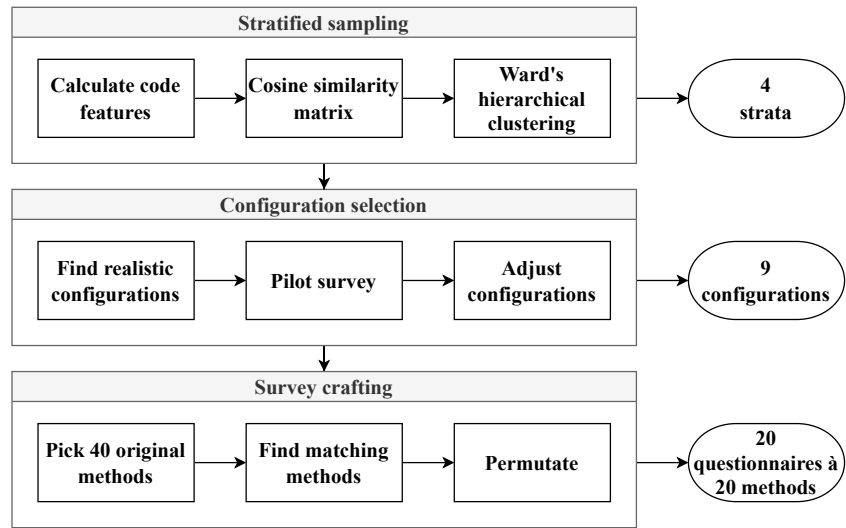 Stratified sampling
Calculate code
features
Cosine similarity
matrix
Ward's
hierarchical
clustering
4
strata
Configuration selection
Find realistic
configurations
Pilot survey
Adjust
configurations
9
configurations
Survey crafting
Pick 40 original
methods
Find matching
methods
Permutate
20
questionnaires à
20 methods